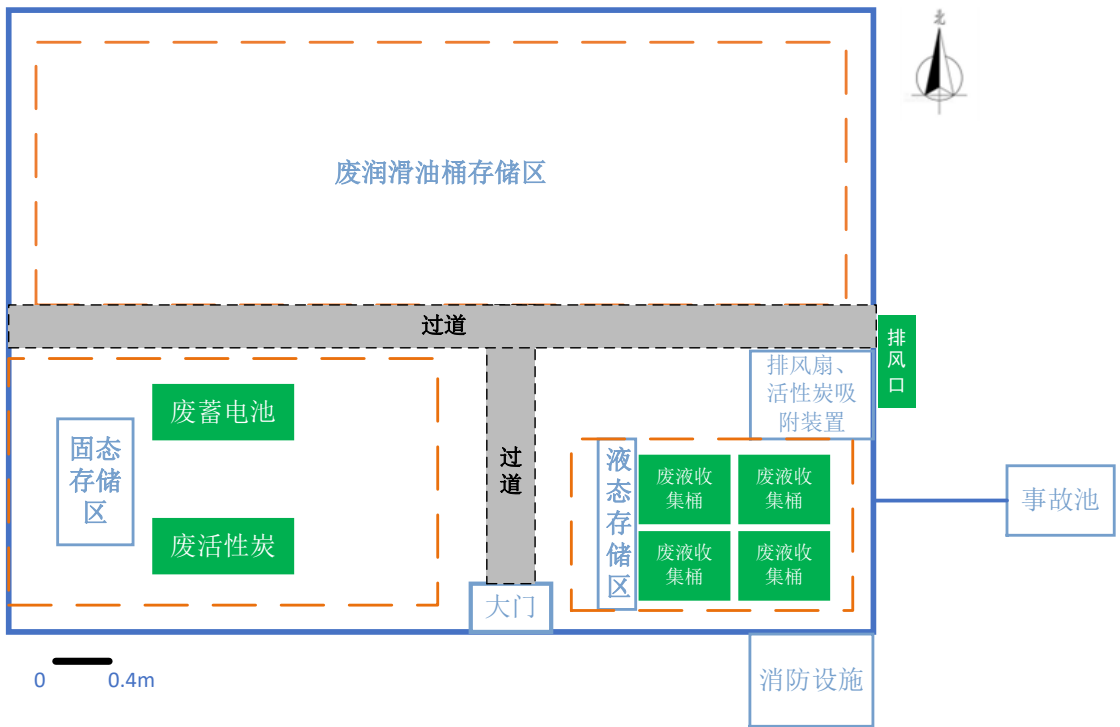 北
废润滑油桶存储区
过道
排
风
口
排风扇、
活性炭吸
附装置
废蓄电池
固态
存储
区
废活性炭
过
道
液
态
存
储
区
废液收
集桶
废液收
集桶
废液收
集桶
废液收
集桶
事故池
大门
消防设施
0 0.4m